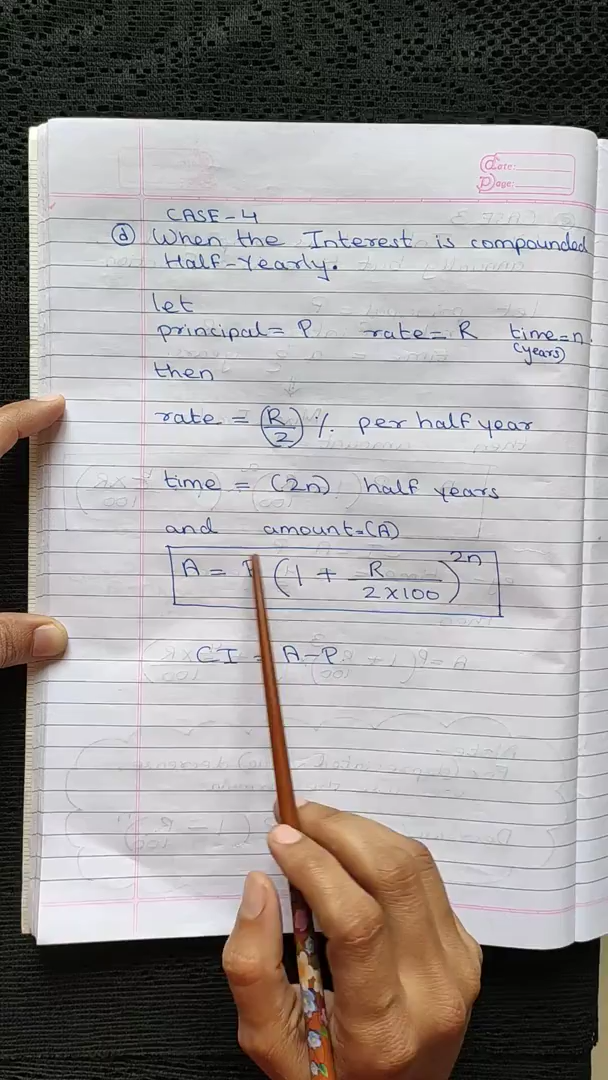 Date:
Page:
CASE-4
(d) When the Interest is compounded
Half-Yearly.
let
principal = P rate = R time = n
(years)
then
rate = (R/2) % per half year
time = (2n) half years
and amount = (A)
A = P (1 + R/2×100)^2n
CI = A-P